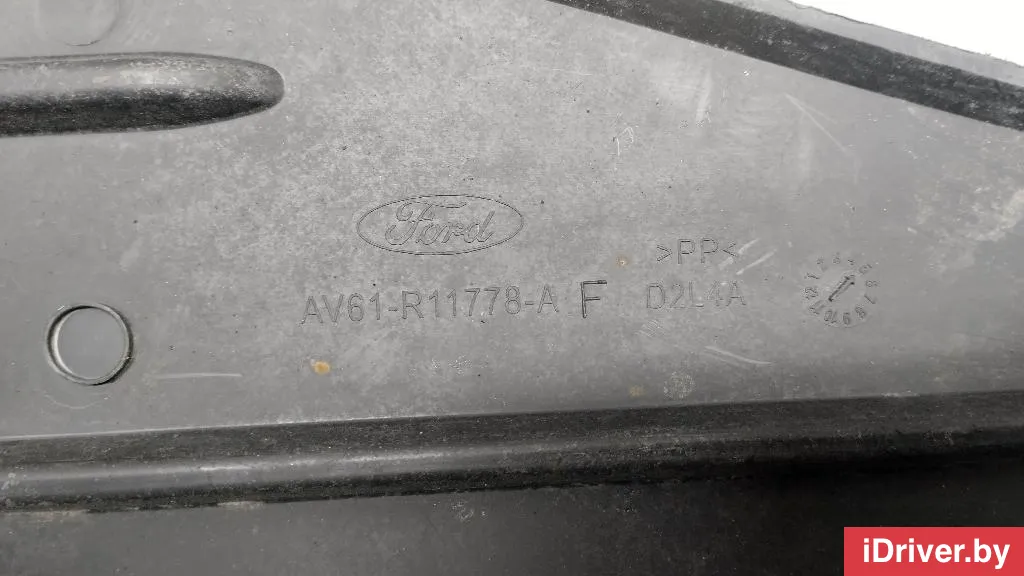 Ford
>PP<
AV61-R11778-A F D2L4A
iDriver.by